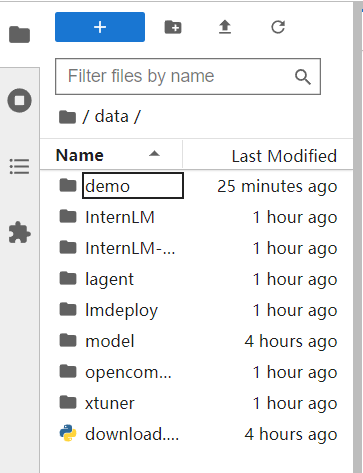 +
Filter files by name
/ data /
Name Last Modified
demo 25 minutes ago
InternLM 1 hour ago
InternLM-... 1 hour ago
lagent 1 hour ago
lmdeploy 1 hour ago
model 4 hours ago
opencom... 1 hour ago
xtuner 1 hour ago
download.... 4 hours ago